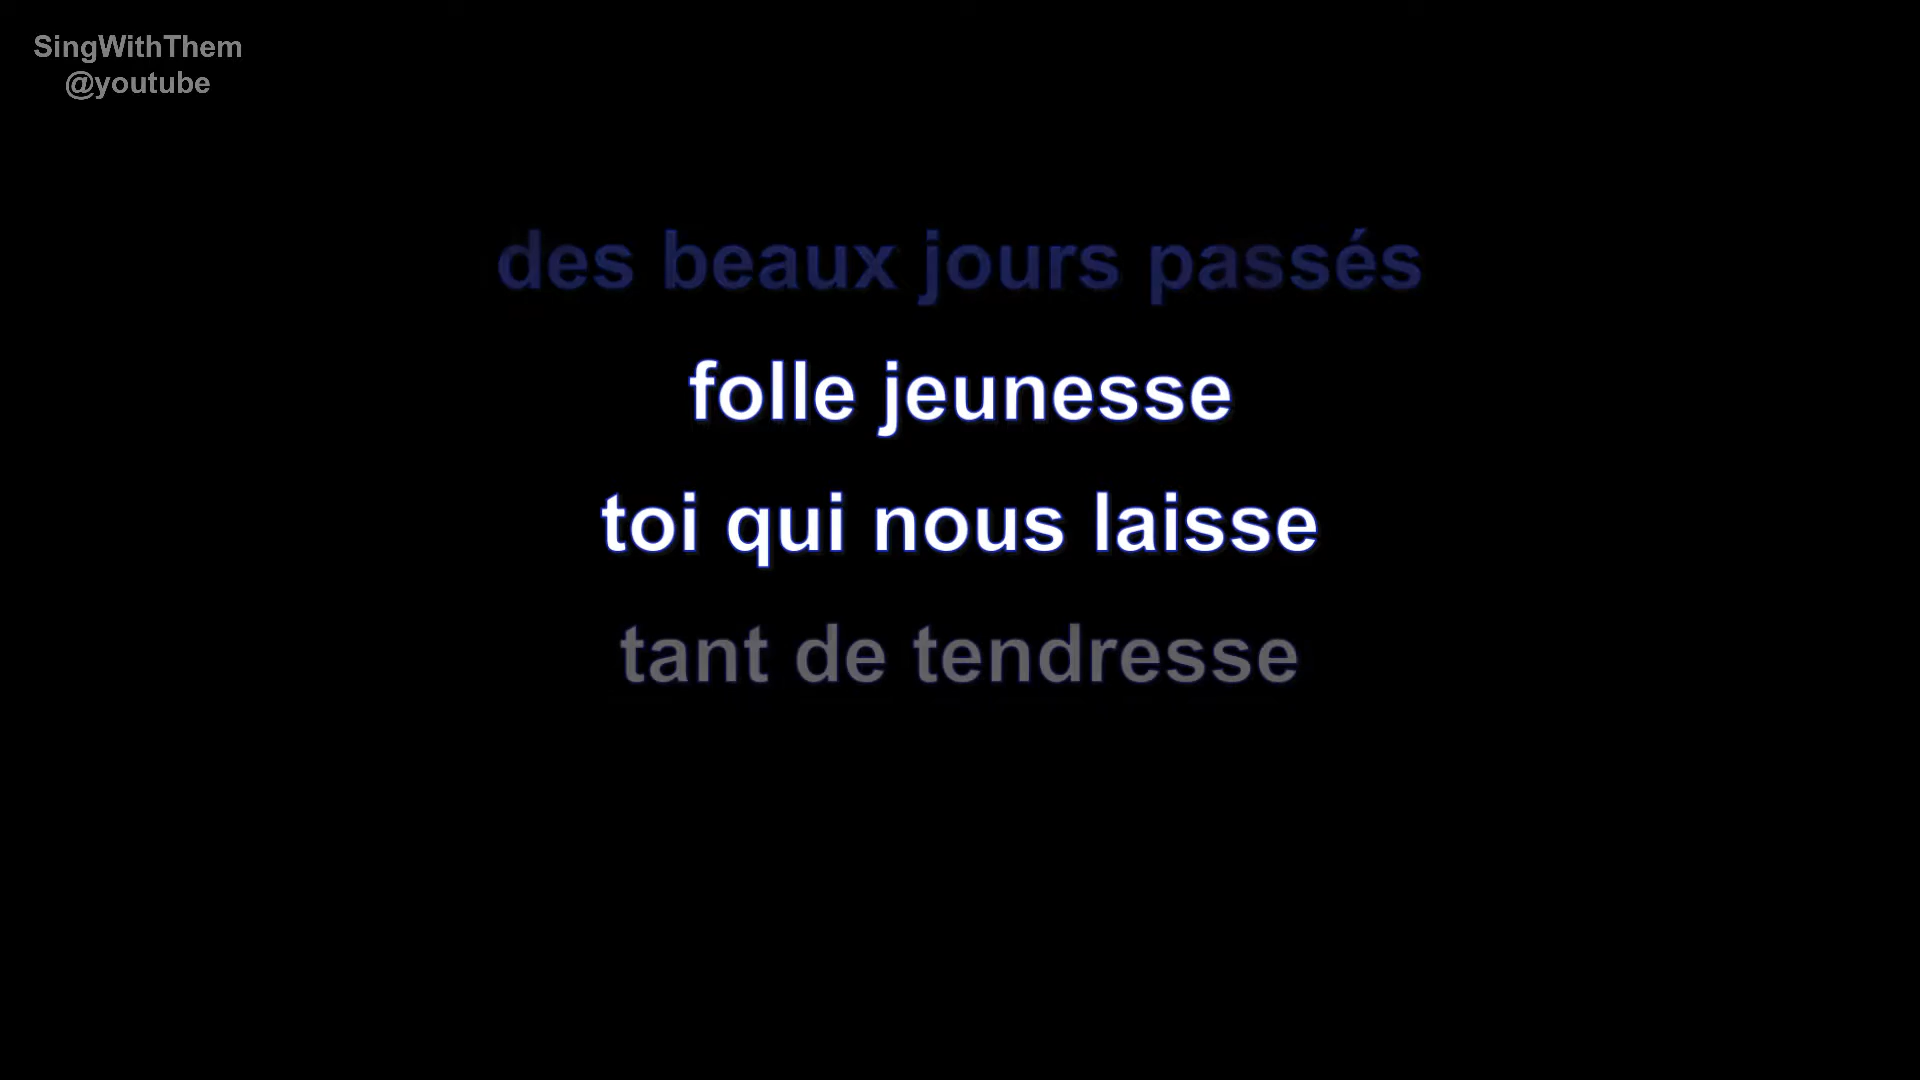 SingWithThem
@youtube
des beaux jours passés
folle jeunesse
toi qui nous laisse
tant de tendresse